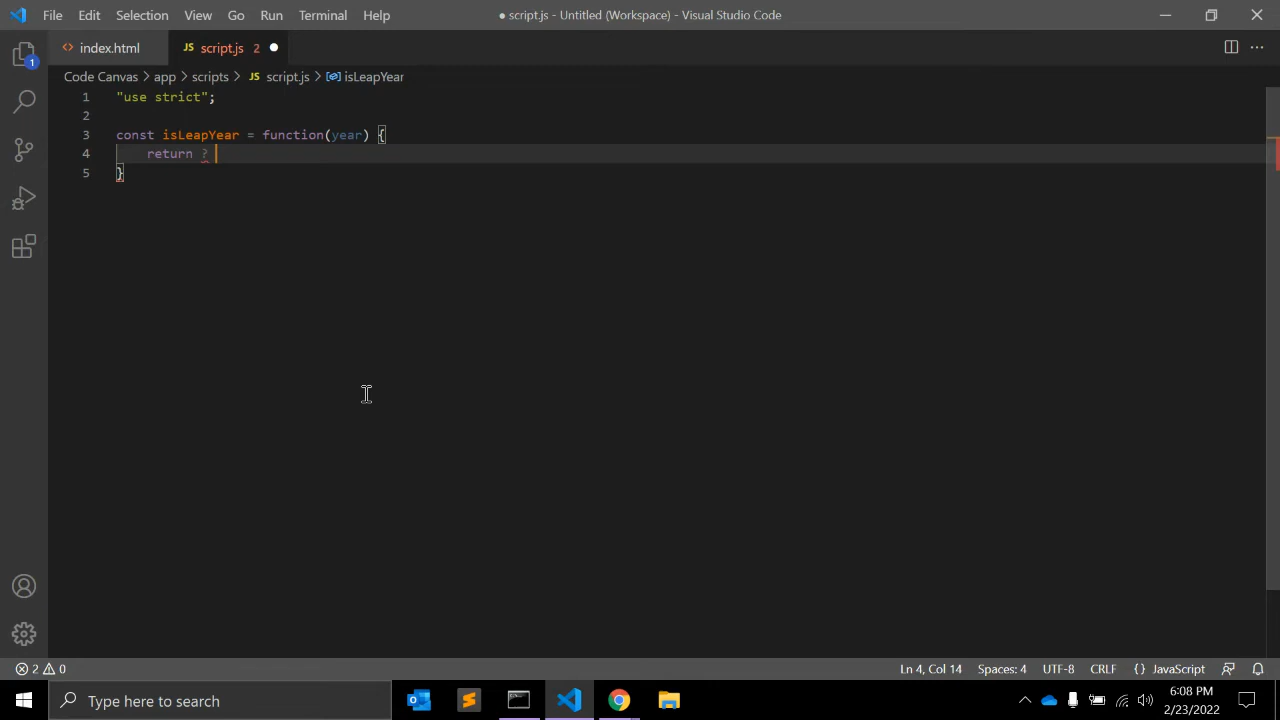 File Edit Selection View Go Run Terminal Help ● script.js - Untitled (Workspace) - Visual Studio Code
<> index.html JS script.js 2 ●
Code Canvas > app > scripts > JS script.js > isLeapYear
1 "use strict";
2
3 const isLeapYear = function(year) {
4 return ?
5 }
1
2 0 Ln 4, Col 14 Spaces: 4 UTF-8 CRLF {} JavaScript
Type here to search 6:08 PM
2/23/2022